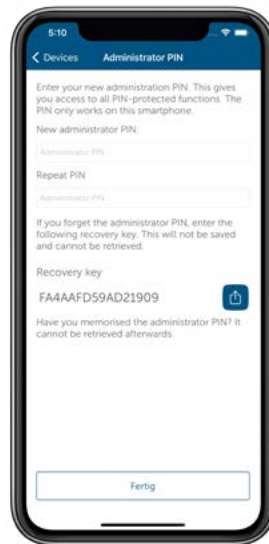 5:10
Devices Administrator PIN
Enter your new administration PIN. This gives
you access to all PIN-protected functions. The
PIN only works on this smartphone.
New administrator PIN:
Administrator PIN
Repeat PIN
Administrator PIN
If you forget the administrator PIN, enter the
following recovery key. This will not be saved
and cannot be retrieved.
Recovery key
FA4AAFD59AD21909
Have you memorised the administrator PIN? It
cannot be retrieved afterwards.
Fertig